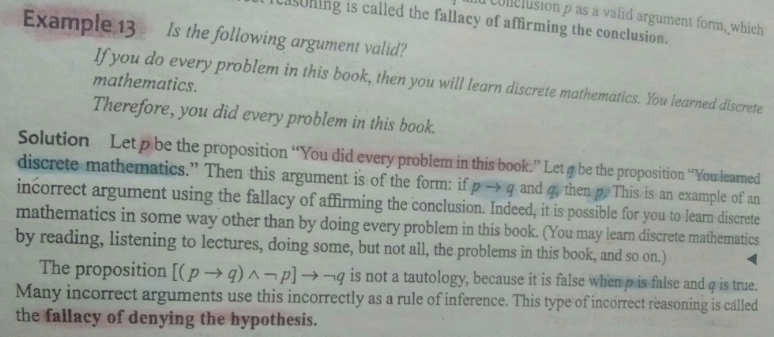 reasoning is called the fallacy of affirming the conclusion.
conclusion p as a valid argument form, which
Example 13 Is the following argument valid?
If you do every problem in this book, then you will learn discrete mathematics. You learned discrete
mathematics.
Therefore, you did every problem in this book.
Solution Let p be the proposition “You did every problem in this book.” Let q be the proposition “You learned
discrete mathematics.” Then this argument is of the form: if p → q and q, then p. This is an example of an
incorrect argument using the fallacy of affirming the conclusion. Indeed, it is possible for you to learn discrete
mathematics in some way other than by doing every problem in this book. (You may learn discrete mathematics
by reading, listening to lectures, doing some, but not all, the problems in this book, and so on.) ◀
The proposition [(p → q) ∧ ¬p] → ¬q is not a tautology, because it is false when p is false and q is true.
Many incorrect arguments use this incorrectly as a rule of inference. This type of incorrect reasoning is called
the fallacy of denying the hypothesis.